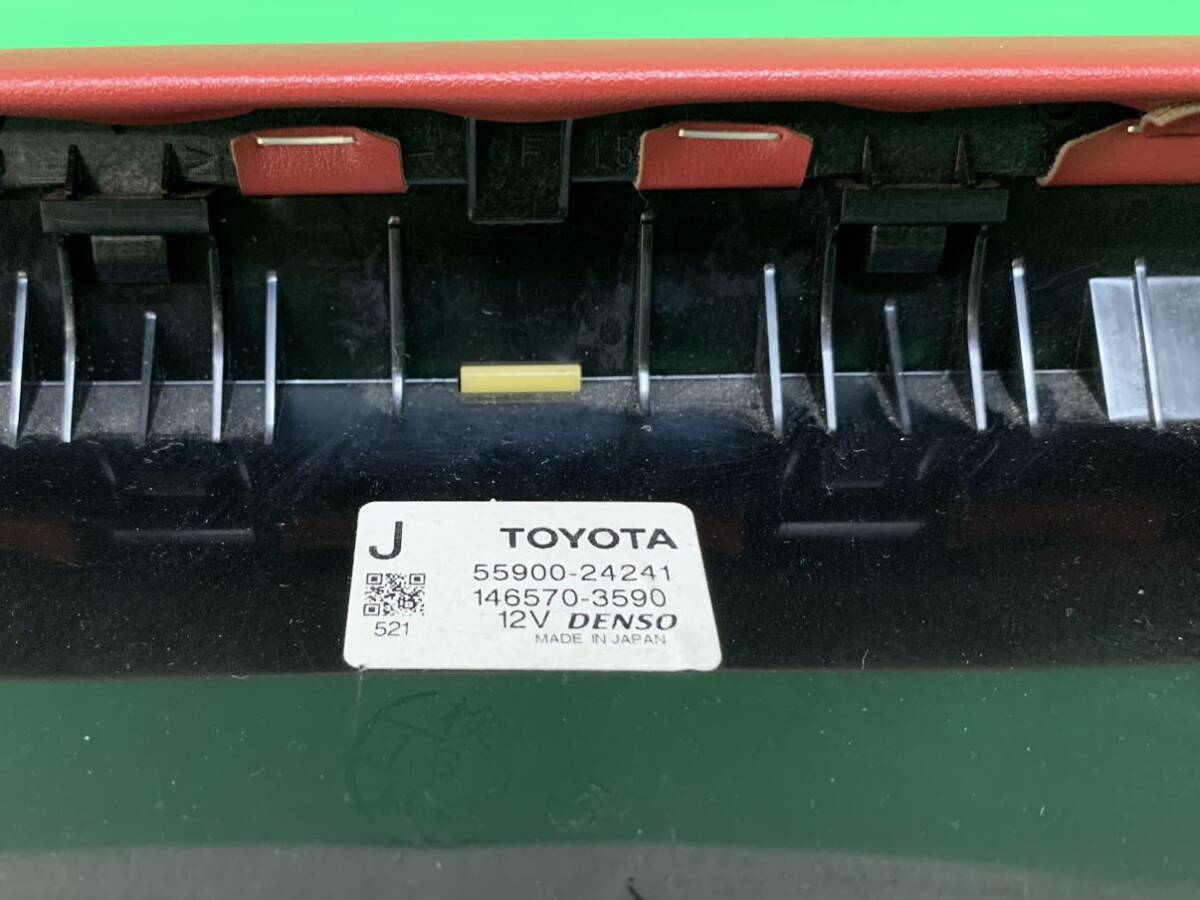 J
TOYOTA
55900-24241
146570-3590
521
12V DENSO
MADE IN JAPAN